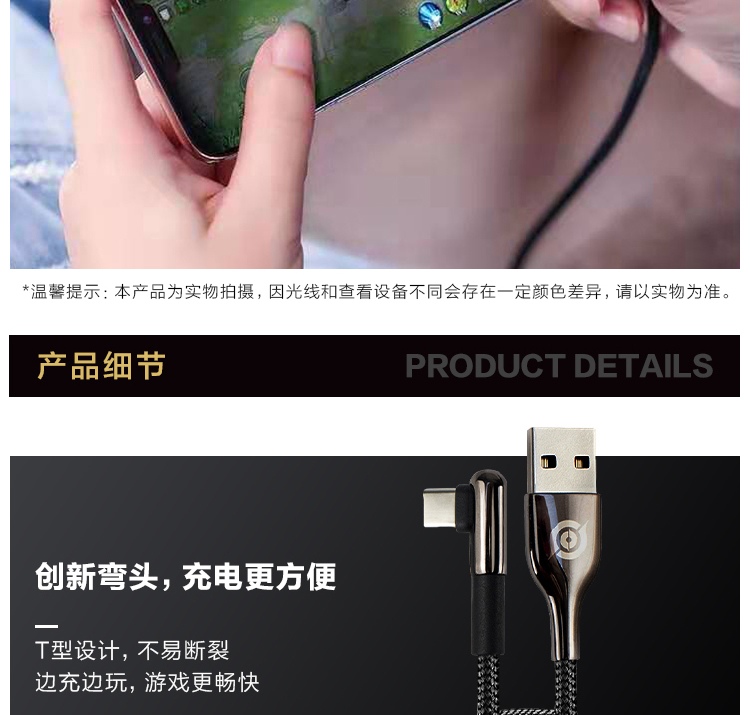 *温馨提示：本产品为实物拍摄，因光线和查看设备不同会存在一定颜色差异，请以实物为准。
产品细节 PRODUCT DETAILS
创新弯头，充电更方便
T型设计，不易断裂
边充边玩，游戏更畅快